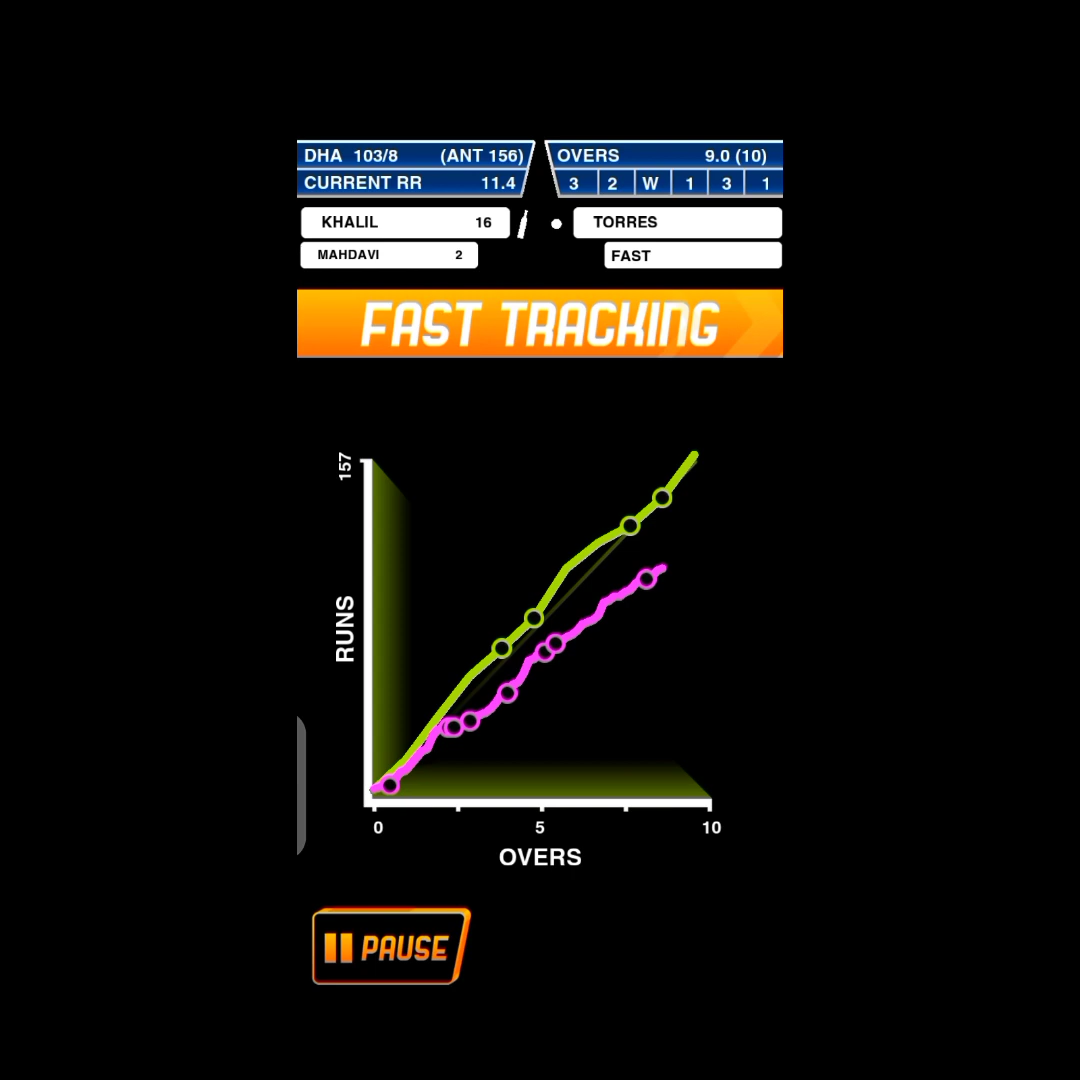 DHA 103/8 (ANT 156)
CURRENT RR 11.4
OVERS 9.0 (10)
3 2 W 1 3 1
KHALIL 16
MAHDAVI 2
TORRES
FAST
FAST TRACKING
157
RUNS
0 5 10
OVERS
PAUSE